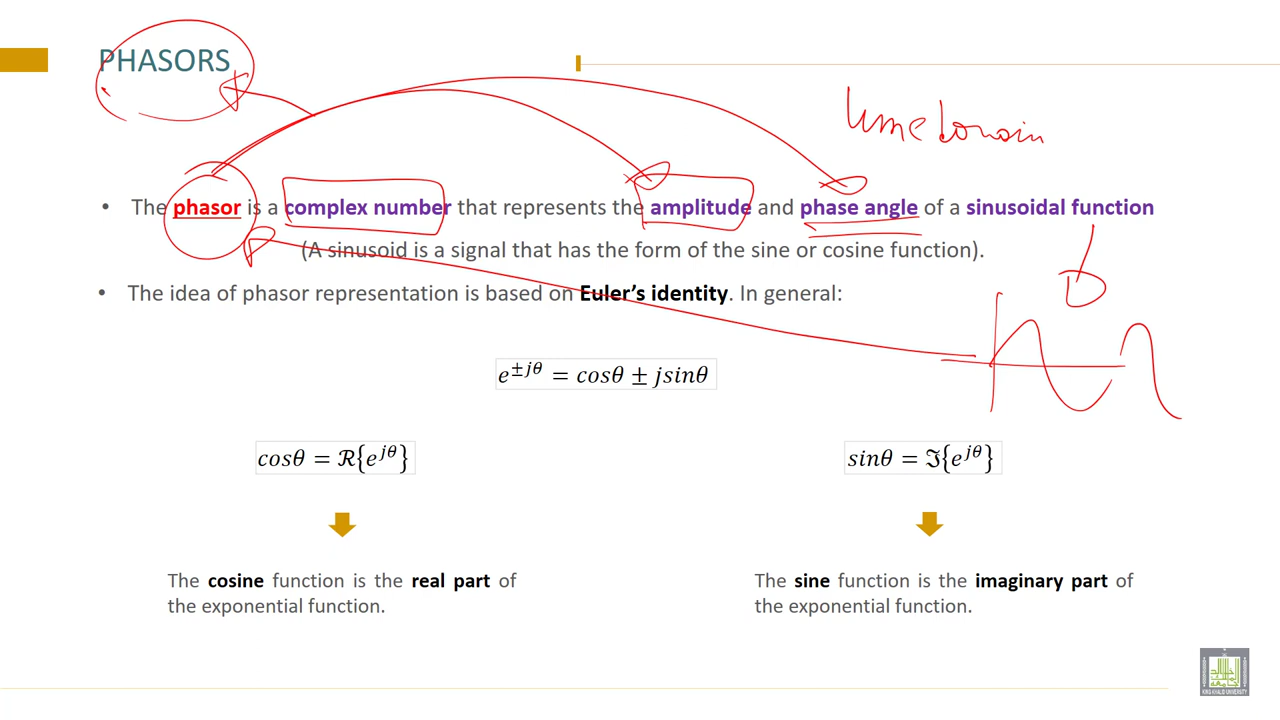 PHASORS
time domain
• The phasor is a complex number that represents the amplitude and phase angle of a sinusoidal function
(A sinusoid is a signal that has the form of the sine or cosine function).
• The idea of phasor representation is based on Euler's identity. In general:
e^{±jθ} = cosθ ± jsinθ
cosθ = ℛ{e^{jθ}}
sinθ = ℑ{e^{jθ}}
The cosine function is the real part of
the exponential function.
The sine function is the imaginary part of
the exponential function.
KING KHALID UNIVERSITY